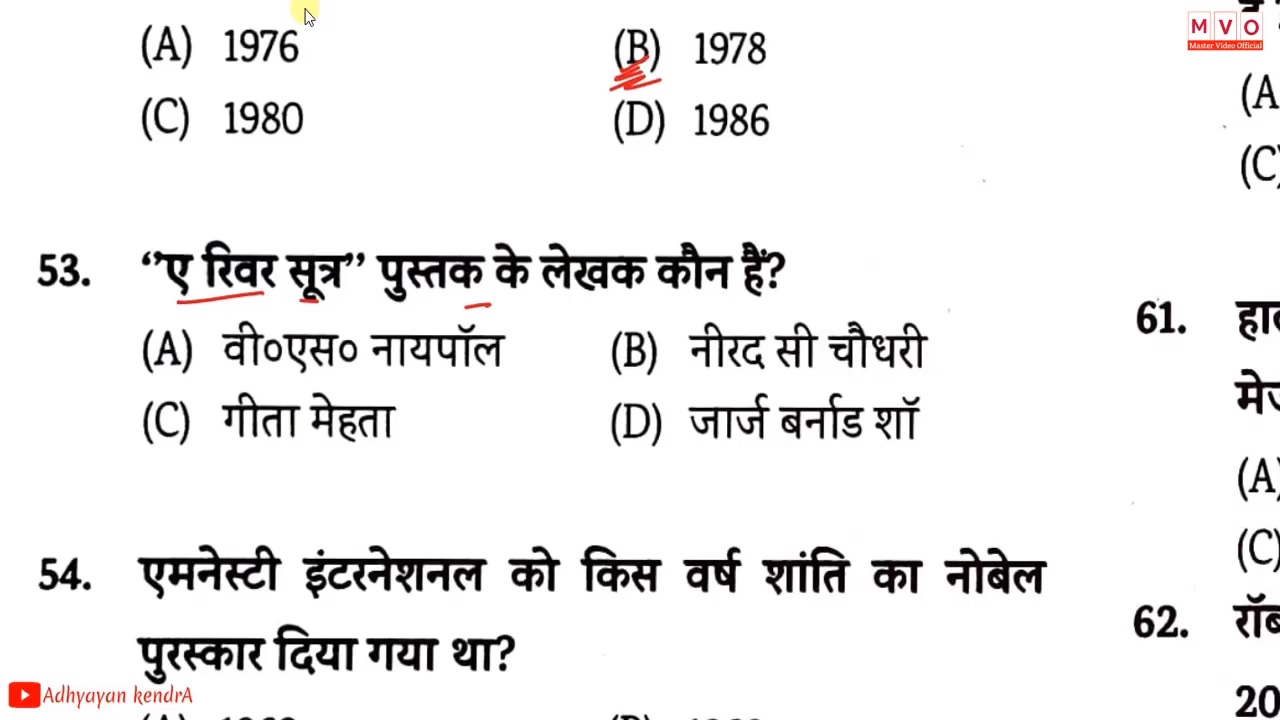 (A) 1976 (B) 1978
(C) 1980 (D) 1986
53. ‘‘ए रिवर सूत्र’’ पुस्तक के लेखक कौन हैं?
(A) वी०एस० नायपॉल (B) नीरद सी चौधरी
(C) गीता मेहता (D) जार्ज बर्नाड शॉ
54. एमनेस्टी इंटरनेशनल को किस वर्ष शांति का नोबेल
पुरस्कार दिया गया था?
(A) (B)
M V O
Master Video Official
(A
(C)
61.
(A)
(C)
62.
20
Adhyayan kendrA